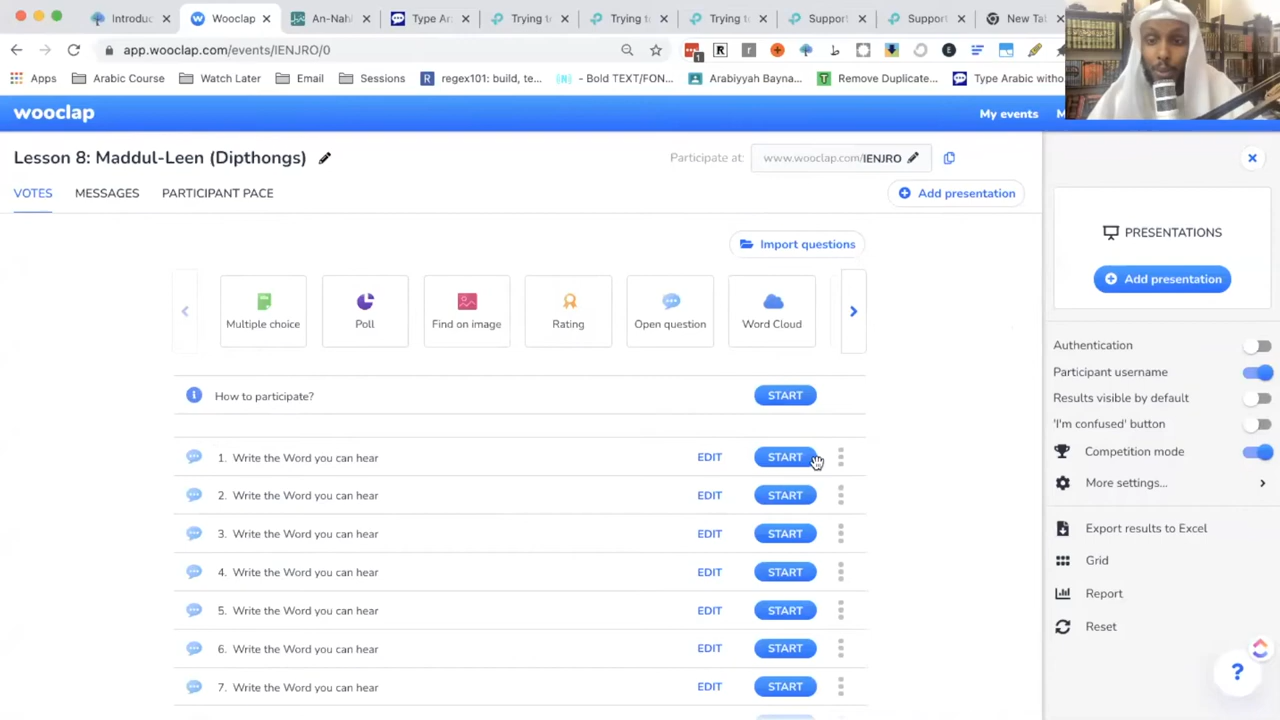 Introduc
Wooclap
An-Nahl
Type Ar
Trying to
Trying to
Trying to
Support
Support
New Tab
app.wooclap.com/events/IENJRO/0
Apps
Arabic Course
Watch Later
Email
Sessions
regex101: build, te...
- Bold TEXT/FON...
Arabiyyah Bayna...
Remove Duplicate...
Type Arabic witho
wooclap
My events
Lesson 8: Maddul-Leen (Dipthongs)
Participate at:
www.wooclap.com/IENJRO
VOTES
MESSAGES
PARTICIPANT PACE
Add presentation
Import questions
Multiple choice
Poll
Find on image
Rating
Open question
Word Cloud
How to participate?
START
1. Write the Word you can hear
EDIT
START
2. Write the Word you can hear
EDIT
START
3. Write the Word you can hear
EDIT
START
4. Write the Word you can hear
EDIT
START
5. Write the Word you can hear
EDIT
START
6. Write the Word you can hear
EDIT
START
7. Write the Word you can hear
EDIT
START
PRESENTATIONS
Add presentation
Authentication
Participant username
Results visible by default
'I'm confused' button
Competition mode
More settings...
Export results to Excel
Grid
Report
Reset